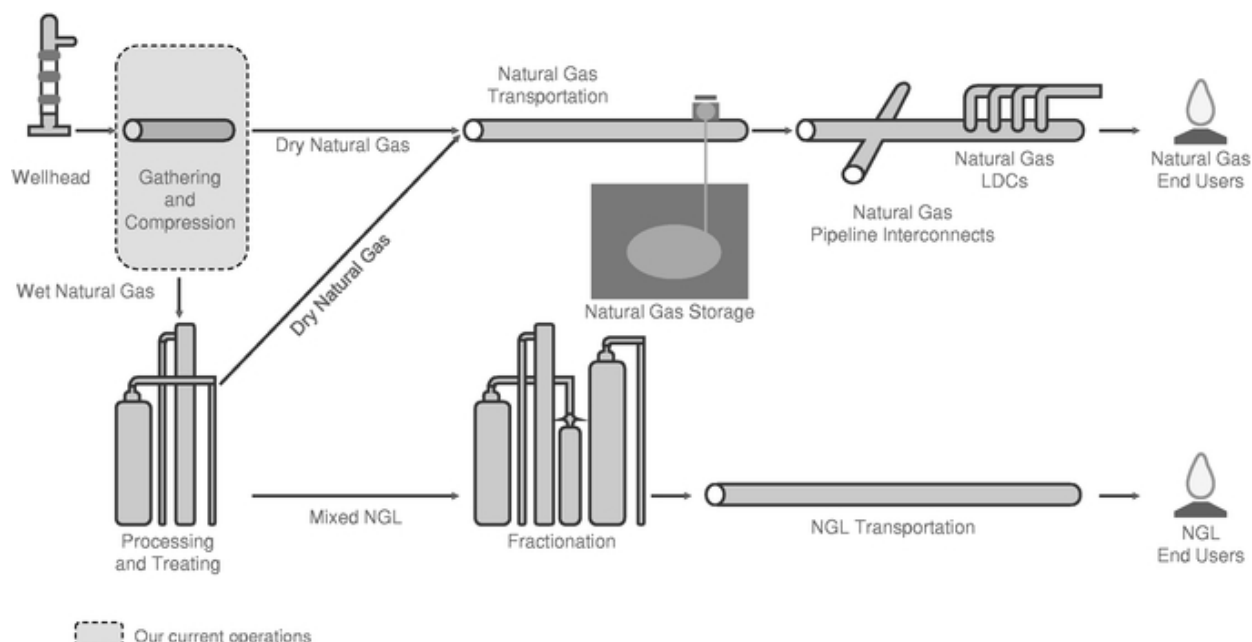 Natural Gas
Transportation
Dry Natural Gas
Wellhead
Gathering
and
Compression
Natural Gas
LDCs
Natural Gas
End Users
Natural Gas
Pipeline Interconnects
Wet Natural Gas
Dry Natural Gas
Natural Gas Storage
Mixed NGL
Processing
and Treating
Fractionation
NGL Transportation
NGL
End Users
Our current operations